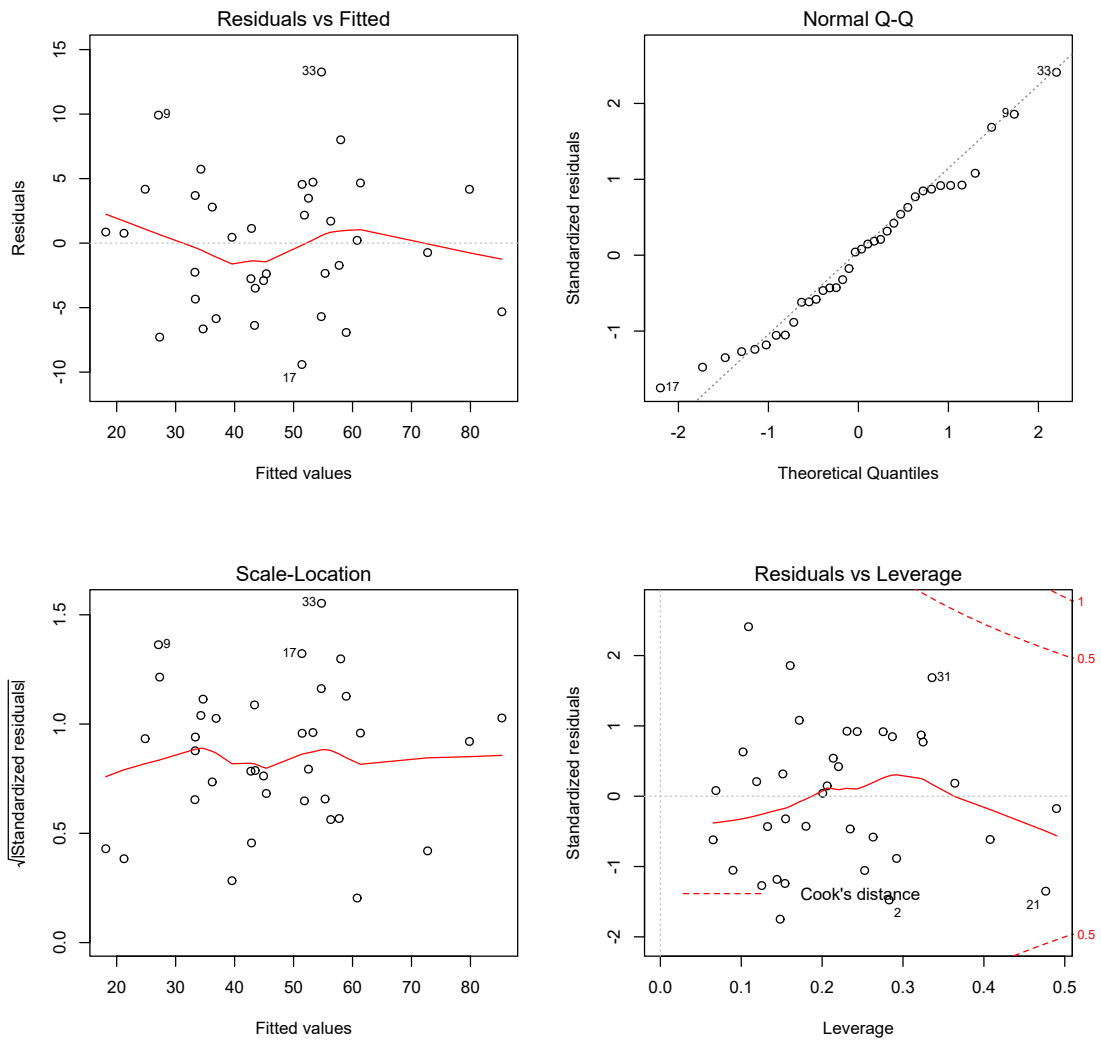 Residuals vs Fitted
Residuals
15
10
5
0
-5
-10
33
9
17
20 30 40 50 60 70 80
Fitted values
Normal Q-Q
Standardized residuals
2
1
0
-1
33
9
17
-2 -1 0 1 2
Theoretical Quantiles
Scale-Location
√|Standardized residuals|
1.5
1.0
0.5
0.0
33
9
17
20 30 40 50 60 70 80
Fitted values
Residuals vs Leverage
Standardized residuals
2
1
0
-1
-2
1
0.5
31
Cook's distance
2
21
0.5
0.0 0.1 0.2 0.3 0.4 0.5
Leverage